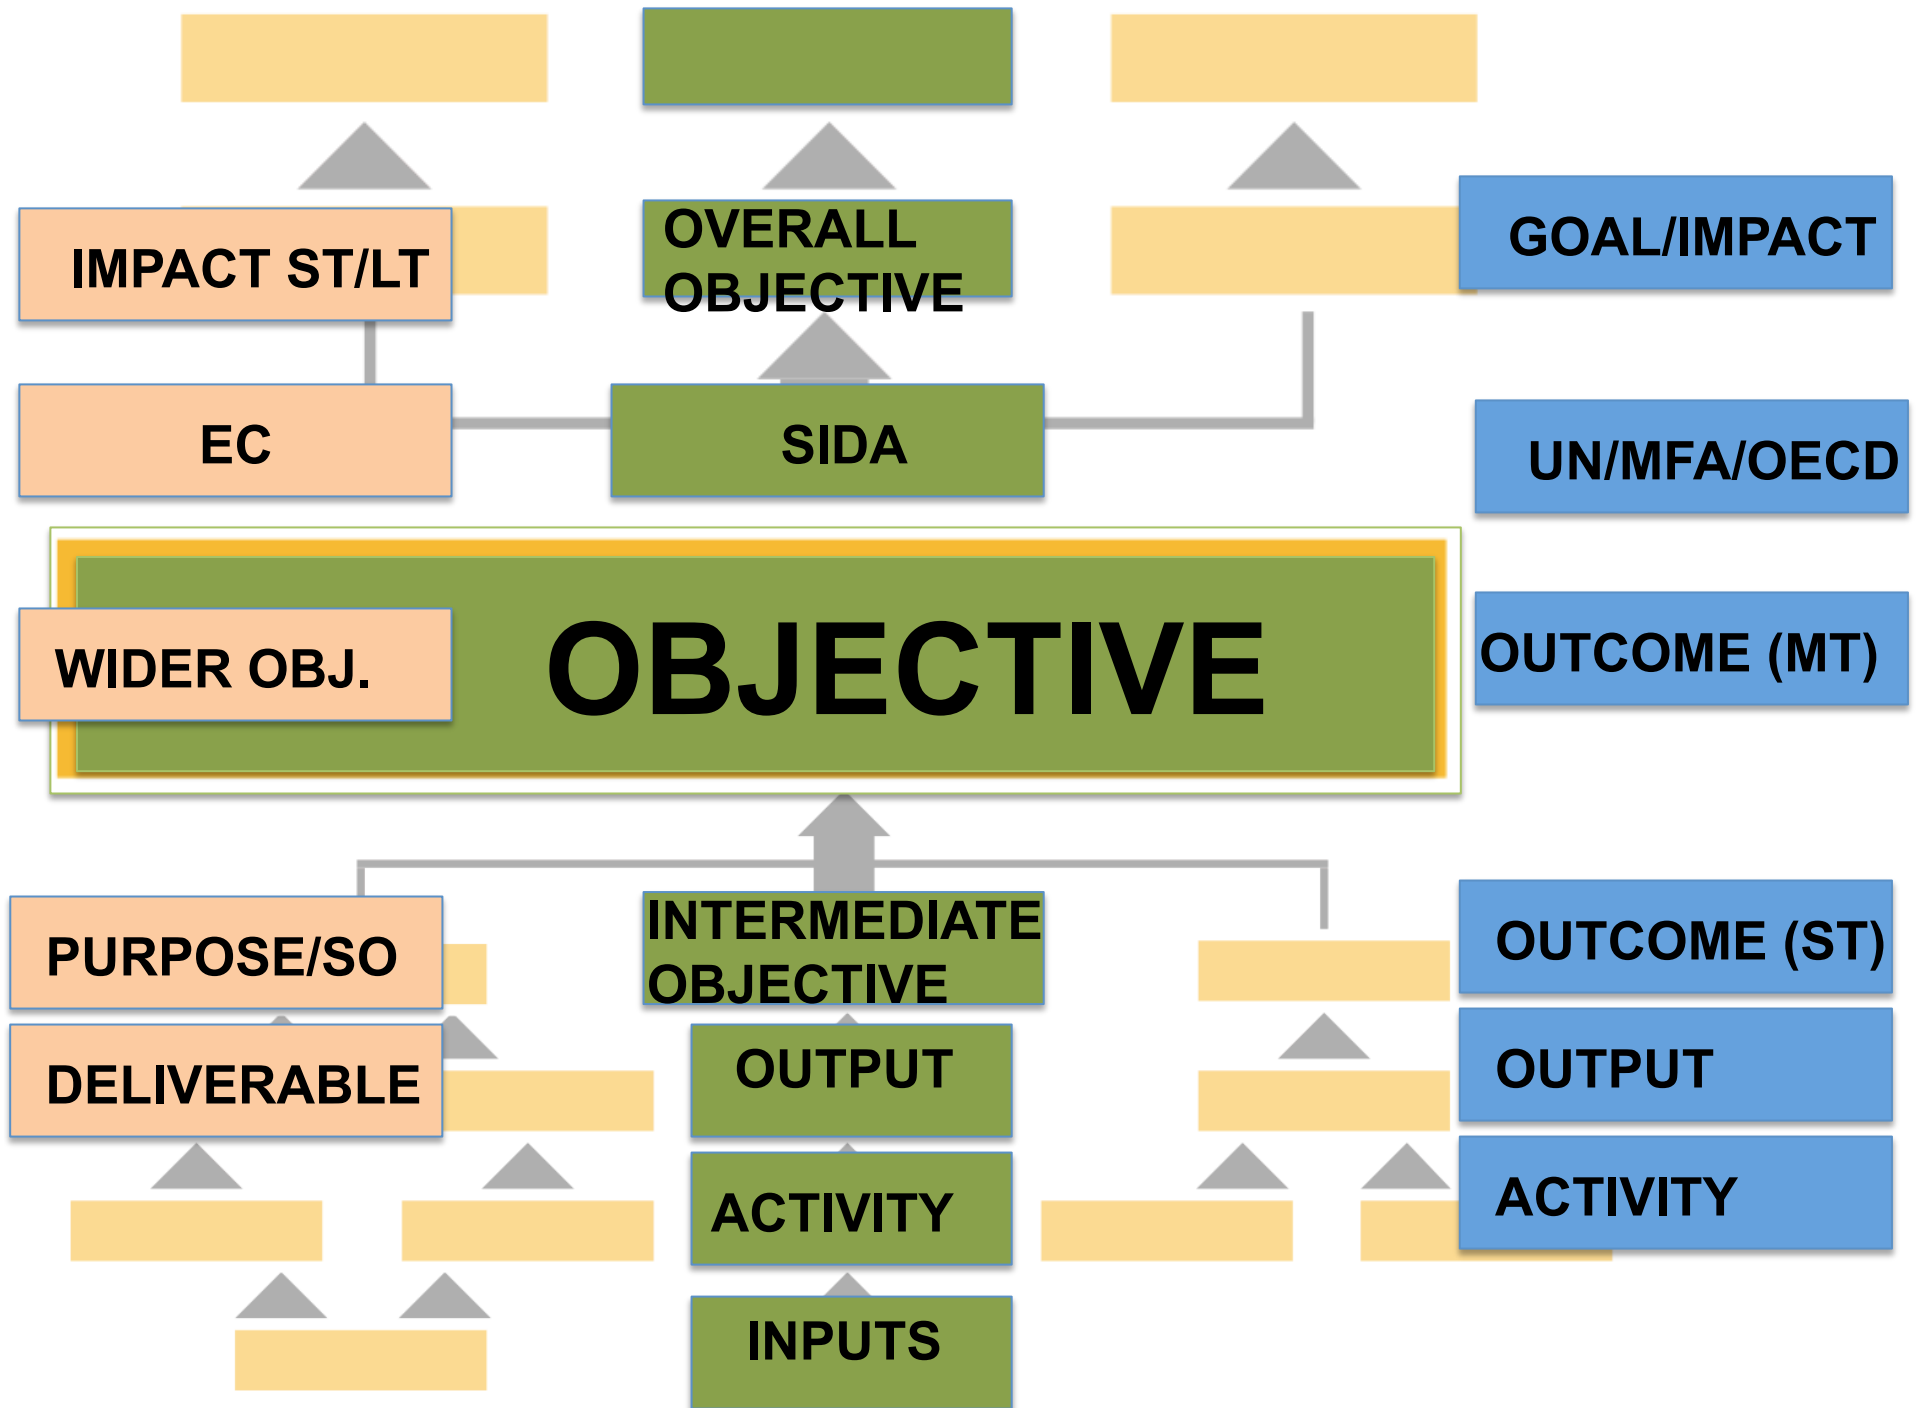 IMPACT ST/LT
OVERALL
OBJECTIVE
GOAL/IMPACT
EC
SIDA
UN/MFA/OECD
WIDER OBJ.
OBJECTIVE
OUTCOME (MT)
PURPOSE/SO
INTERMEDIATE
OBJECTIVE
OUTCOME (ST)
DELIVERABLE
OUTPUT
OUTPUT
ACTIVITY
ACTIVITY
INPUTS